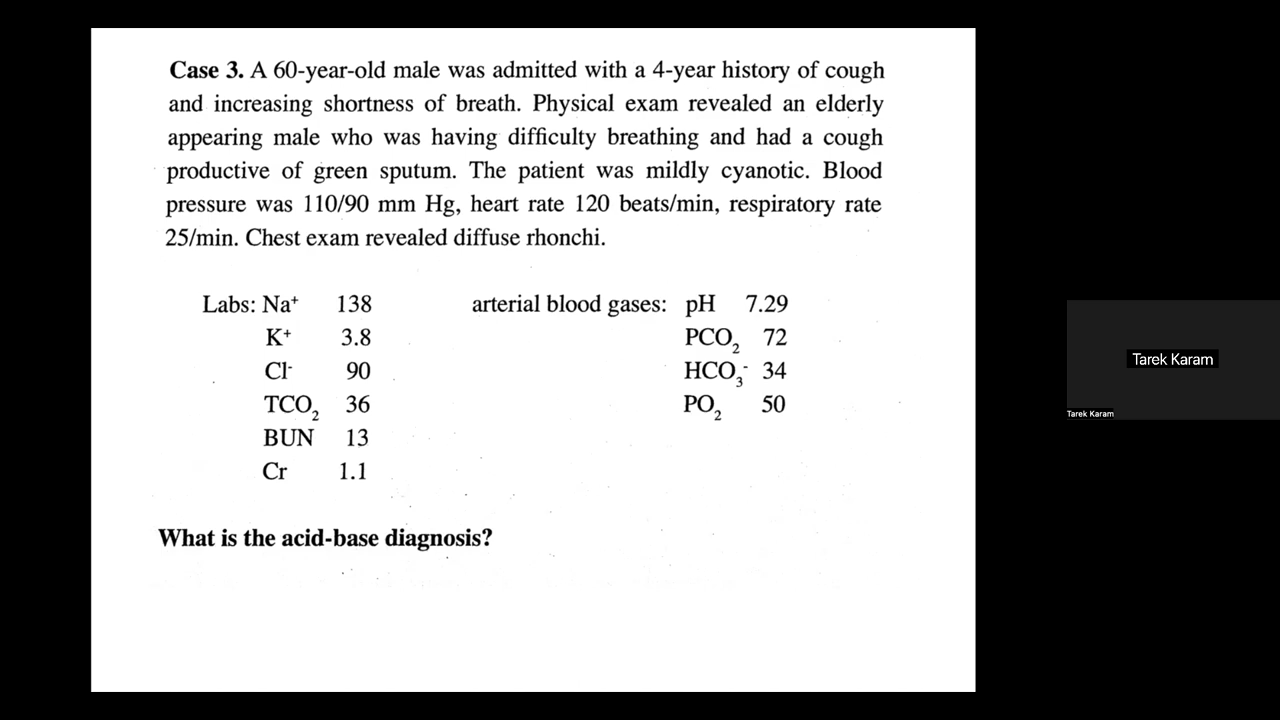 Case 3. A 60-year-old male was admitted with a 4-year history of cough
and increasing shortness of breath. Physical exam revealed an elderly
appearing male who was having difficulty breathing and had a cough
productive of green sputum. The patient was mildly cyanotic. Blood
pressure was 110/90 mm Hg, heart rate 120 beats/min, respiratory rate
25/min. Chest exam revealed diffuse rhonchi.
Labs: Na⁺ 138 arterial blood gases: pH 7.29
K⁺ 3.8 PCO₂ 72
Cl⁻ 90 HCO₃⁻ 34
TCO₂ 36 PO₂ 50
BUN 13
Cr 1.1
What is the acid-base diagnosis?
Tarek Karam
Tarek Karam